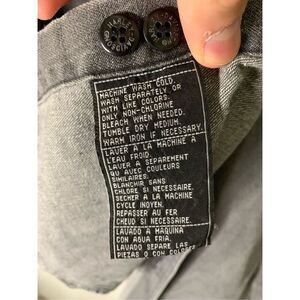 MACHINE WASH COLD.
WASH SEPARATELY OR
WITH LIKE COLORS.
ONLY NON-CHLORINE
BLEACH WHEN NEEDED.
TUMBLE DRY MEDIUM.
WARM IRON IF NECESSARY.
LAVER A LA MACHINE A
L'EAU FROID.
LAVER A SEPAREMENT
OU AVEC COULEURS
SIMILAIRES.
BLANCHIR SANS
CHLORE SI NECESSAIRE.
SECHER A LA MACHINE
CYCLE
REPASSER AU FER
CHEUD SI NECESSAIRE.
LAVADO A MAQUINA
CON AGUA FRIA.
LAVADO SEPARE LAS
PIEZAS O CON